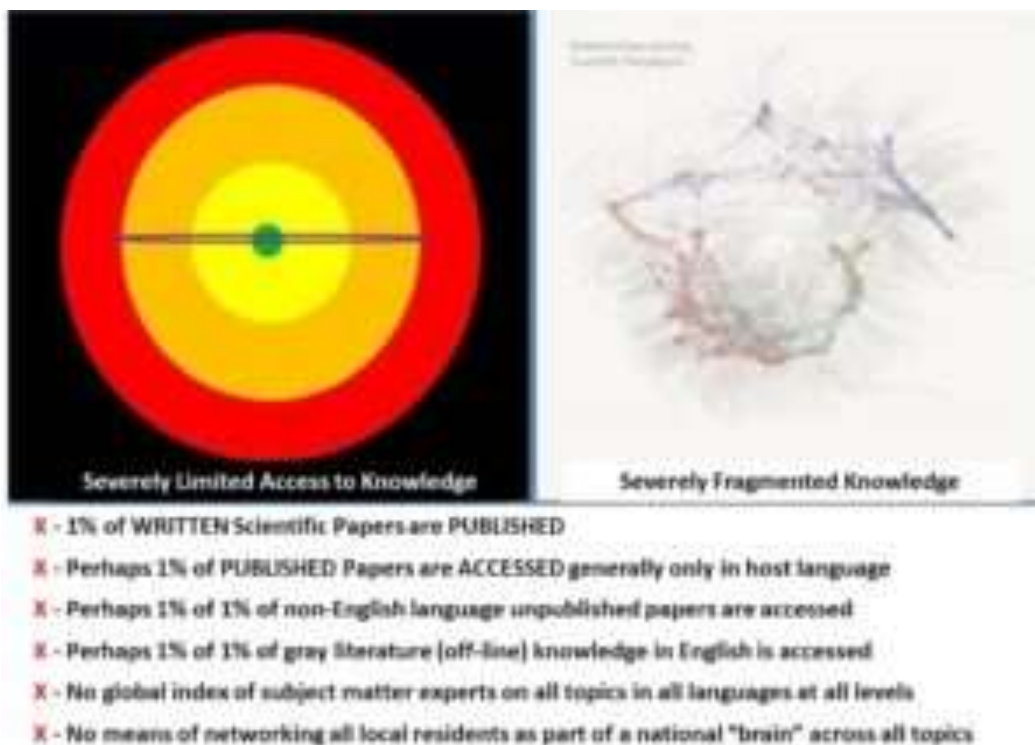 Severely Limited Access to Knowledge
Severely Fragmented Knowledge
X - 1% of WRITTEN Scientific Papers are PUBLISHED
X - Perhaps 1% of PUBLISHED Papers are ACCESSED generally only in host language
X - Perhaps 1% of 1% of non-English language unpublished papers are accessed
X - Perhaps 1% of 1% of gray literature (off-line) knowledge in English is accessed
X - No global index of subject matter experts on all topics in all languages at all levels
X - No means of networking all local residents as part of a national "brain" across all topics